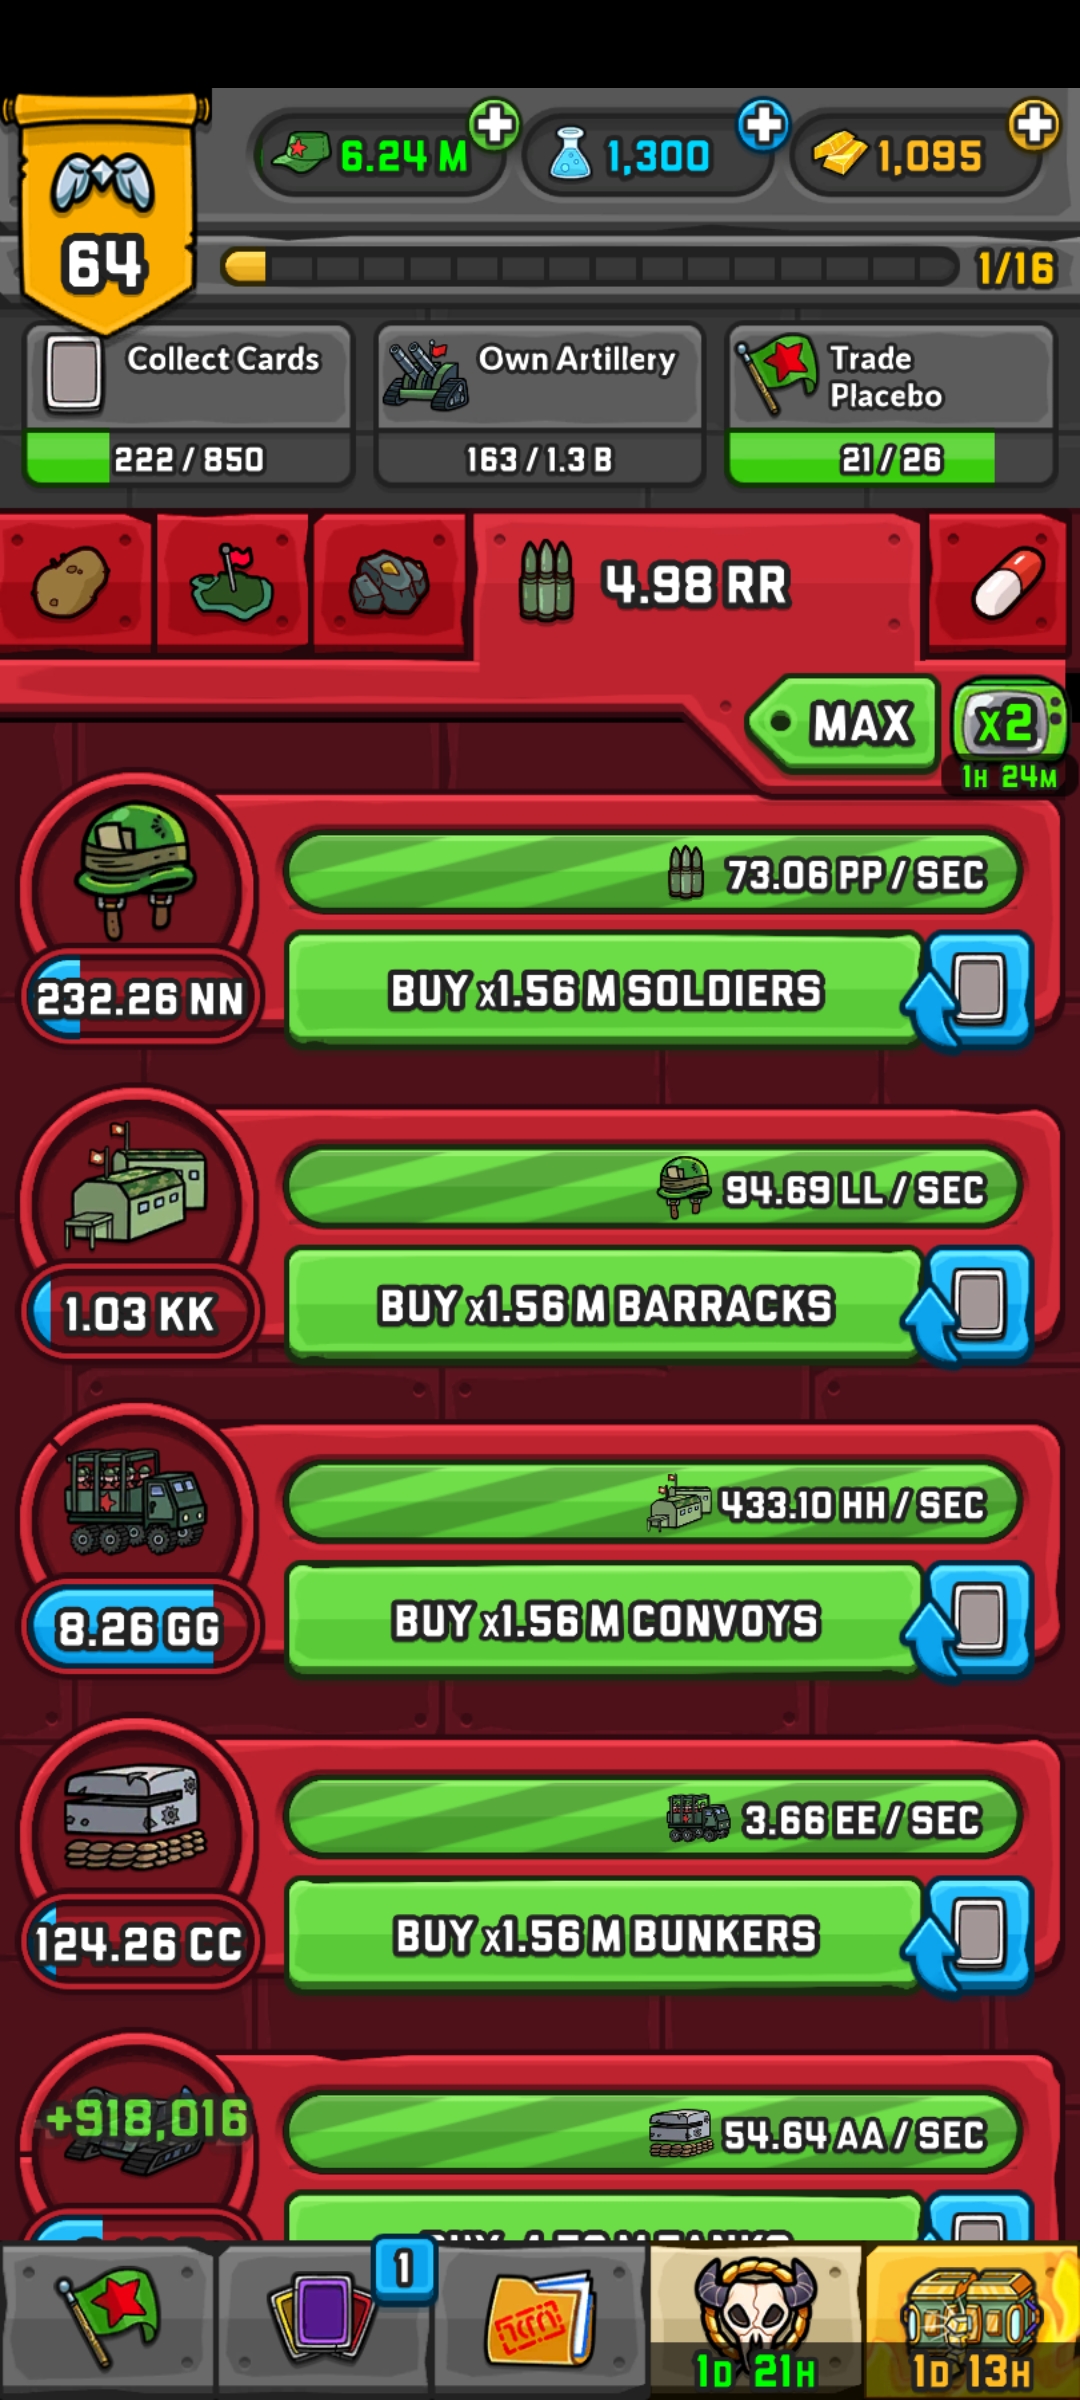 6.24 M
1,300
1,095
64
1/16
Collect Cards
222 / 850
Own Artillery
163 / 1.3 B
Trade
Placebo
21 / 26
4.98 RR
MAX
x2
1H 24M
73.06 PP / SEC
232.26 NN
BUY x1.56 M SOLDIERS
94.69 LL / SEC
1.03 KK
BUY x1.56 M BARRACKS
433.10 HH / SEC
8.26 GG
BUY x1.56 M CONVOYS
3.66 EE / SEC
124.26 CC
BUY x1.56 M BUNKERS
+918,016
54.64 AA / SEC
1
1D 21H
1D 13H